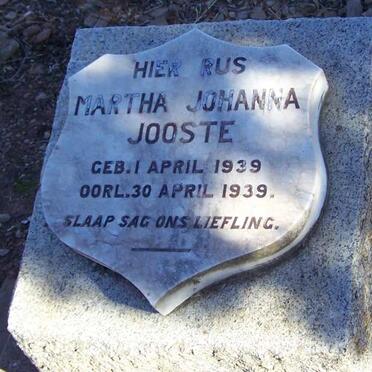 HIER RUS
MARTHA JOHANNA
JOOSTE
GEB. 1 APRIL 1939
OORL. 30 APRIL 1939.
SLAAP SAG ONS LIEFLING.